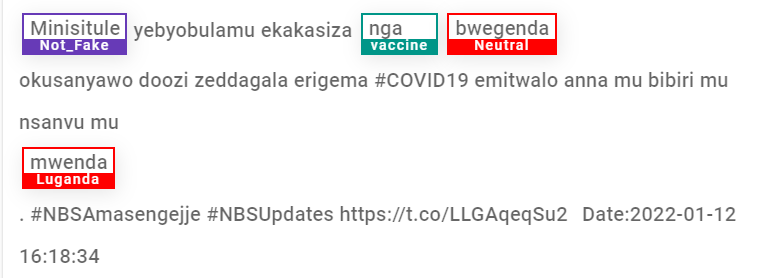 Minisitule yebyobulamu ekakasiza nga bwegenda
Not_Fake vaccine Neutral
okusanyawo doozi zeddagala erigema #COVID19 emitwalo anna mu bibiri mu
nsanvu mu
mwenda
Luganda
. #NBSAmasengejje #NBSUpdates https://t.co/LLGAqeqSu2 Date:2022-01-12
16:18:34